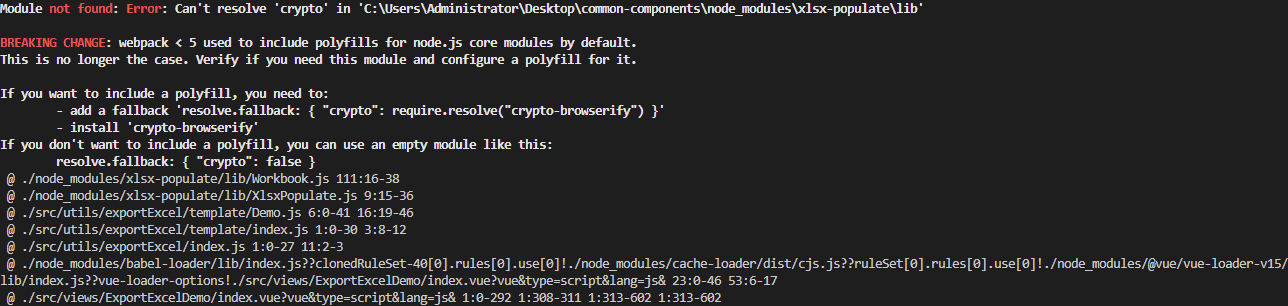 Module not found: Error: Can't resolve 'crypto' in 'C:\Users\Administrator\Desktop\common-components\node_modules\xlsx-populate\lib'
BREAKING CHANGE: webpack < 5 used to include polyfills for node.js core modules by default.
This is no longer the case. Verify if you need this module and configure a polyfill for it.
If you want to include a polyfill, you need to:
- add a fallback 'resolve.fallback: { "crypto": require.resolve("crypto-browserify") }'
- install 'crypto-browserify'
If you don't want to include a polyfill, you can use an empty module like this:
resolve.fallback: { "crypto": false }
@ ./node_modules/xlsx-populate/lib/Workbook.js 111:16-38
@ ./node_modules/xlsx-populate/lib/XlsxPopulate.js 9:15-36
@ ./src/utils/exportExcel/template/Demo.js 6:0-41 16:19-46
@ ./src/utils/exportExcel/template/index.js 1:0-30 3:8-12
@ ./src/utils/exportExcel/index.js 1:0-27 11:2-3
@ ./node_modules/babel-loader/lib/index.js??clonedRuleSet-40[0].rules[0].use[0]!./node_modules/cache-loader/dist/cjs.js??ruleSet[0].rules[0].use[0]!./node_modules/@vue/vue-loader-v15/
lib/index.js??vue-loader-options!./src/views/ExportExcelDemo/index.vue?vue&type=script&lang=js& 23:0-46 53:6-17
@ ./src/views/ExportExcelDemo/index.vue?vue&type=script&lang=js& 1:0-292 1:308-311 1:313-602 1:313-602